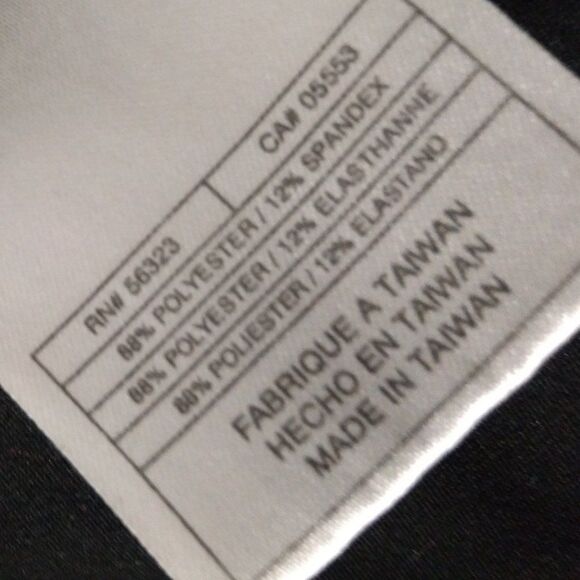 RN# 56323 CA# 05553
88% POLYESTER / 12% SPANDEX
88% POLYESTER / 12% ELASTHANNE
88% POLIESTER / 12% ELASTANO
FABRIQUE A TAIWAN
HECHO EN TAIWAN
MADE IN TAIWAN